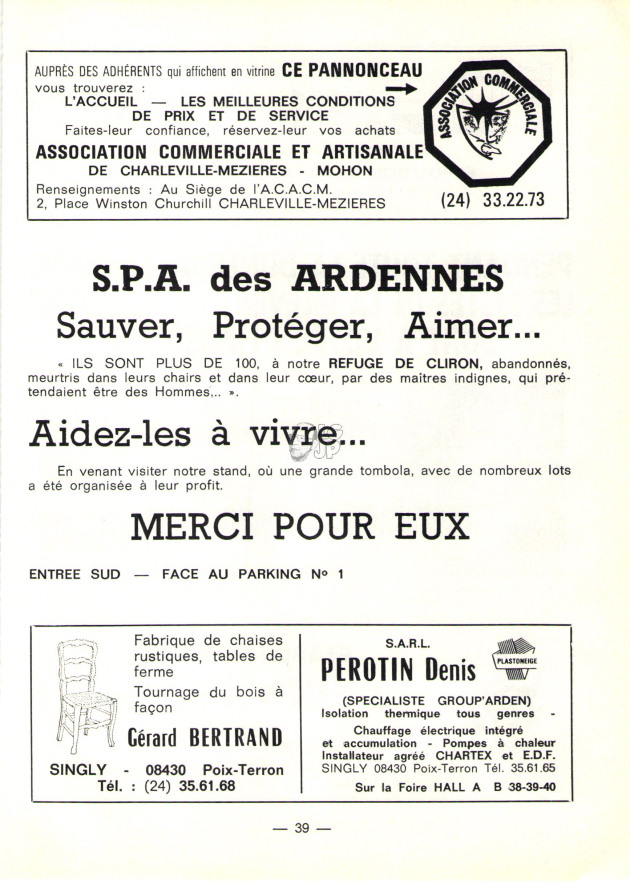 AUPRÈS DES ADHÉRENTS qui affichent en vitrine CE PANNONCEAU
vous trouverez :
L'ACCUEIL — LES MEILLEURES CONDITIONS
DE PRIX ET DE SERVICE
Faites-leur confiance, réservez-leur vos achats
ASSOCIATION COMMERCIALE ET ARTISANALE
DE CHARLEVILLE-MEZIERES - MOHON
Renseignements : Au Siège de l'A.C.A.C.M.
2, Place Winston Churchill CHARLEVILLE-MEZIERES
ASSOCIATION COMMERCIALE
(24) 33.22.73
S.P.A. des ARDENNES
Sauver, Protéger, Aimer...
« ILS SONT PLUS DE 100, à notre REFUGE DE CLIRON, abandonnés,
meurtris dans leurs chairs et dans leur cœur, par des maîtres indignes, qui pré-
tendaient être des Hommes... ».
Aidez-les à vivre...
En venant visiter notre stand, où une grande tombola, avec de nombreux lots
a été organisée à leur profit.
MERCI POUR EUX
ENTREE SUD — FACE AU PARKING Nº 1
Fabrique de chaises
rustiques, tables de
ferme
Tournage du bois à
façon
Gérard BERTRAND
SINGLY - 08430 Poix-Terron
Tél. : (24) 35.61.68
S.A.R.L.
PEROTIN Denis
PLASTONEIGE
(SPECIALISTE GROUP'ARDEN)
Isolation thermique tous genres -
Chauffage électrique intégré
et accumulation - Pompes à chaleur
Installateur agréé CHARTEX et E.D.F.
SINGLY 08430 Poix-Terron Tél. 35.61.65
Sur la Foire HALL A B 38-39-40
— 39 —